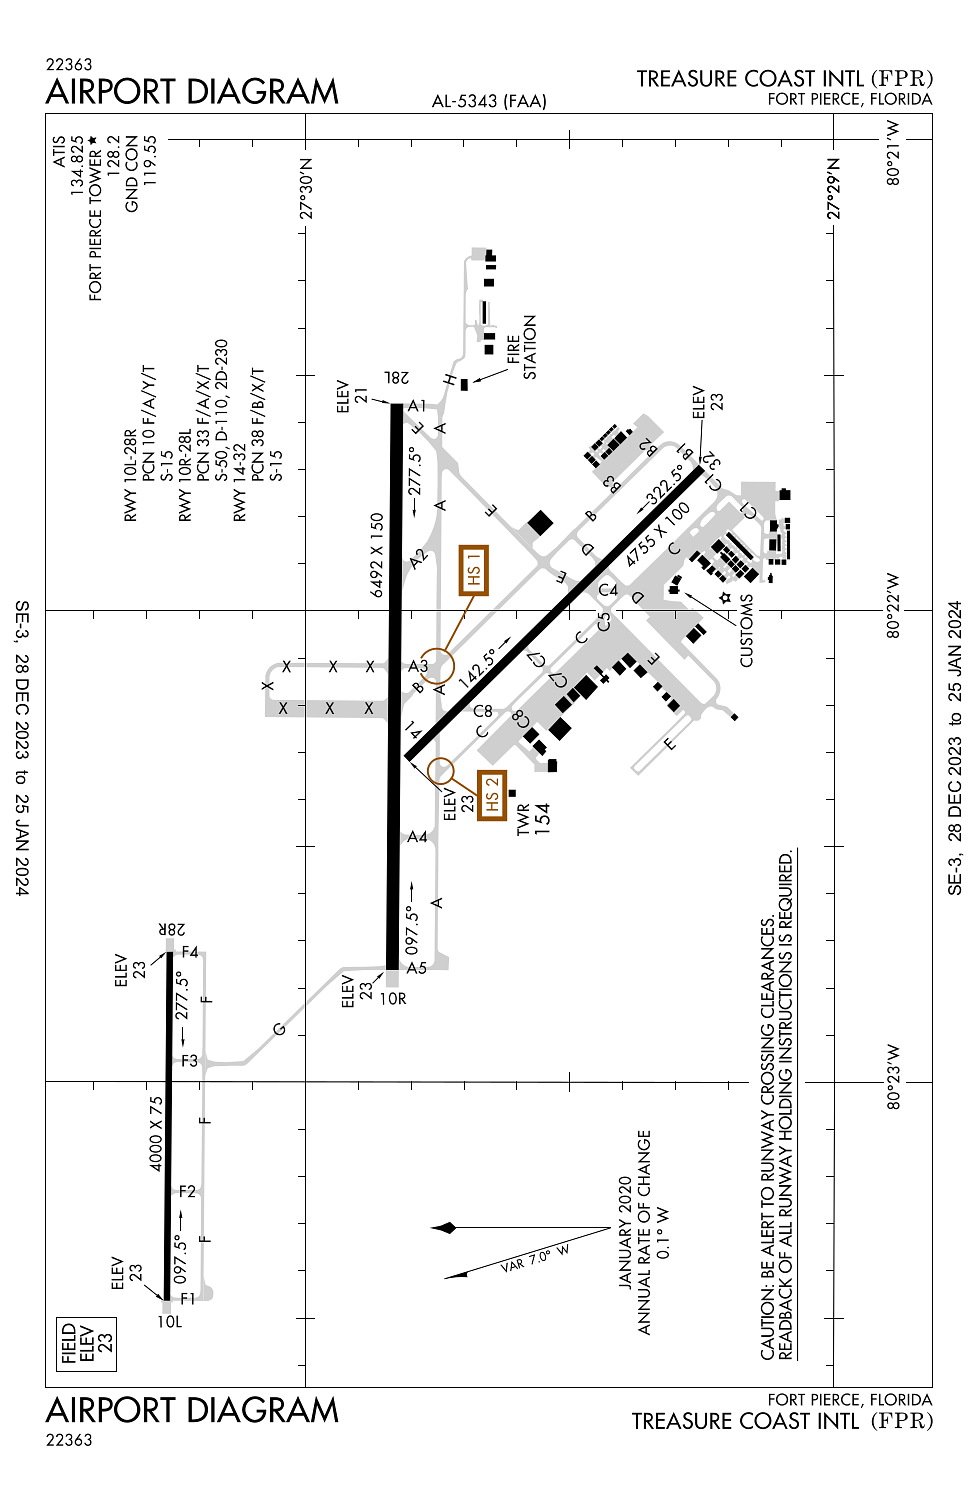 22363
AIRPORT DIAGRAM
AL-5343 (FAA)
TREASURE COAST INTL (FPR)
FORT PIERCE, FLORIDA
ATIS
134.825
FORT PIERCE TOWER★
128.2
GND CON
119.55
RWY 10L-28R
PCN 10 F/A/Y/T
S-15
RWY 10R-28L
PCN 33 F/A/X/T
S-50, D-110, 2D-230
RWY 14-32
PCN 38 F/B/X/T
S-15
27°30'N
27°29'N
80°21'W
80°22'W
80°23'W
FIRE
STATION
H
ELEV
21
28L
A1
E
A
277.5°
6492 X 150
A
A2
E
HS 1
A3
B
A
X
X
X
X
X
X
X
ELEV
23
32
B1
B2
B3
B
C1
C1
322.5°
4755 X 100
D
E
C
C4
D
C5
C
CUSTOMS
E
C7
C7
142.5°
C8
C8
C
14
ELEV
23
HS 2
TWR
154
E
A4
A
097.5°
A5
ELEV
23
10R
G
28R
ELEV
23
F4
277.5°
F
F3
4000 X 75
F
F2
F
097.5°
ELEV
23
F1
10L
FIELD
ELEV
23
VAR 7.0° W
JANUARY 2020
ANNUAL RATE OF CHANGE
0.1° W
CAUTION: BE ALERT TO RUNWAY CROSSING CLEARANCES.
READBACK OF ALL RUNWAY HOLDING INSTRUCTIONS IS REQUIRED.
SE-3, 28 DEC 2023 to 25 JAN 2024
SE-3, 28 DEC 2023 to 25 JAN 2024
AIRPORT DIAGRAM
22363
FORT PIERCE, FLORIDA
TREASURE COAST INTL (FPR)